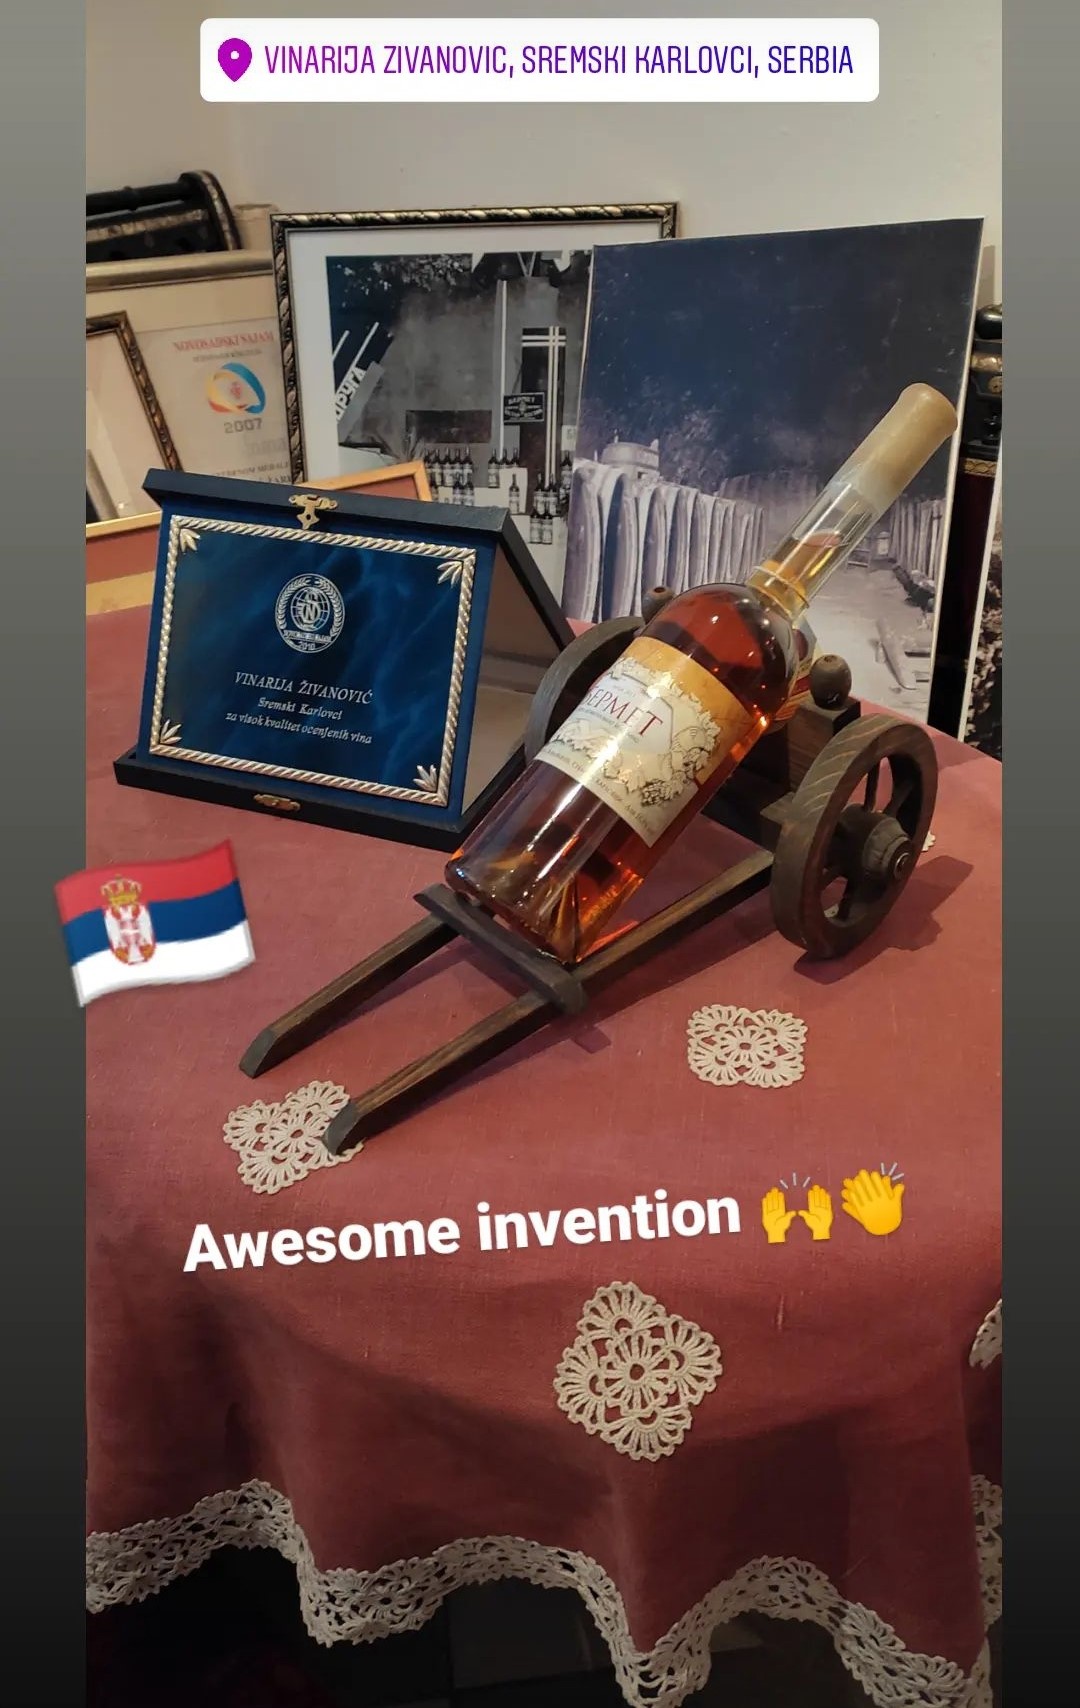 VINARIJA ZIVANOVIC, SREMSKI KARLOVCI, SERBIA
NOVOSADSKI SAJAM
2007
2010
VINARIJA ŽIVANOVIĆ
Sremski Karlovci
za visok kvalitet ocenjenih vina
БЕРМЕТ
Awesome invention